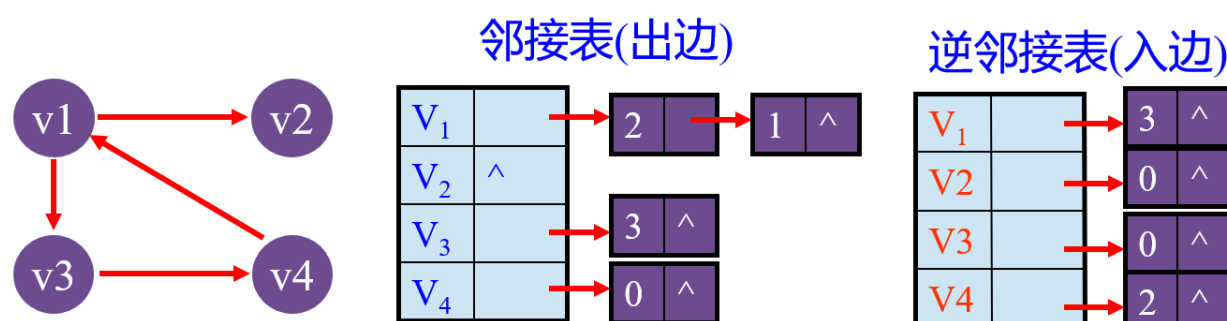 邻接表(出边)
逆邻接表(入边)
v1 v2
v3 v4
V1 2 1 ^
V2 ^
V3 3 ^
V4 0 ^
V1 3 ^
V2 0 ^
V3 0 ^
V4 2 ^